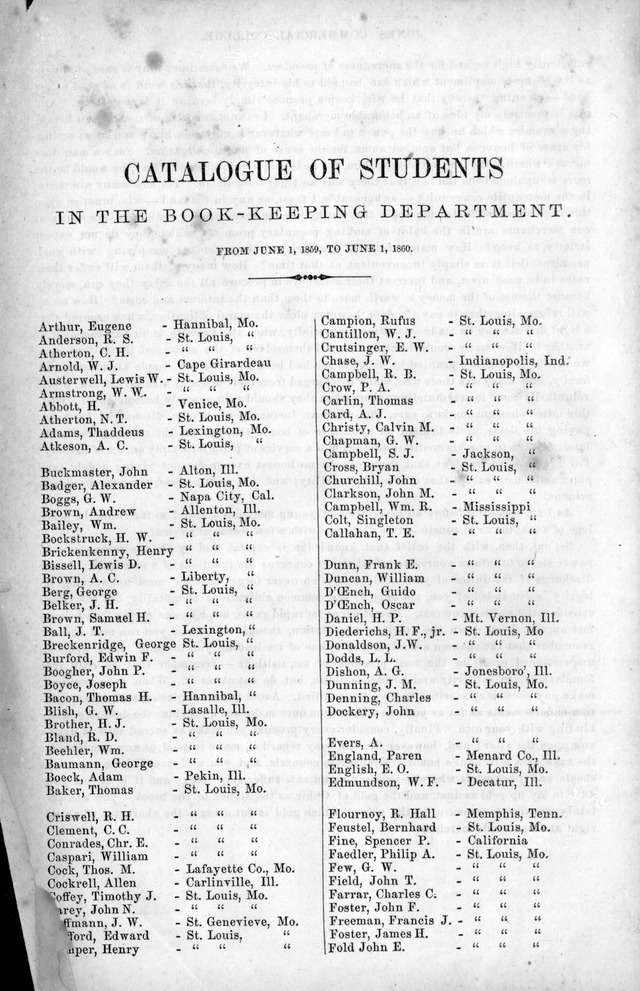 CATALOGUE OF STUDENTS
IN THE BOOK-KEEPING DEPARTMENT.
FROM JUNE 1, 1859, TO JUNE 1, 1860.
Arthur, Eugene - Hannibal, Mo.
Anderson, R. S. - St. Louis, “
Atherton, C. H. - “ “ “
Arnold, W. J. - Cape Girardeau
Austerwell, Lewis W. - St. Louis, Mo.
Armstrong, W. W. - “ “ “
Abbott, H. - Venice, Mo.
Atherton, N. T. - St. Louis, Mo.
Adams, Thaddeus - Lexington, Mo.
Atkeson, A. C. - St. Louis, “
Buckmaster, John - Alton, Ill.
Badger, Alexander - St. Louis, Mo.
Boggs, G. W. - Napa City, Cal.
Brown, Andrew - Allenton, Ill.
Bailey, Wm. - St. Louis, Mo.
Bockstruck, H. W. - “ “ “
Brickenkenny, Henry “ “ “
Bissell, Lewis D. - “ “ “
Brown, A. C. - Liberty, “
Berg, George - St. Louis, “
Belker, J. H. - “ “ “
Brown, Samuel H. - “ “ “
Ball, J. T. - Lexington, “
Breckenridge, George St. Louis, “
Burford, Edwin F. - “ “ “
Boogher, John P. - “ “ “
Boyce, Joseph - “ “ “
Bacon, Thomas H. - Hannibal, “
Blish, G. W. - Lasalle, Ill.
Brother, H. J. - St. Louis, Mo.
Bland, R. D. - “ “ “
Beehler, Wm. - “ “ “
Baumann, George - “ “ “
Boeck, Adam - Pekin, Ill.
Baker, Thomas - St. Louis, Mo.
Criswell, R. H. - “ “ “
Clement, C. C. - “ “ “
Conrades, Chr. E. - “ “ “
Caspari, William - “ “ “
Cock, Thos. M. - Lafayette Co., Mo.
Cockrell, Allen - Carlinville, Ill.
offey, Timothy J. - St. Louis, Mo.
arey, John N. - “ “ “
ffmann, J. W. - St. Genevieve, Mo.
ford, Edward - St. Louis, “
per, Henry - “ “ “
Campion, Rufus - St. Louis, Mo.
Cantillon, W. J. - “ “ “
Crutsinger, E. W. - “ “ “
Chase, J. W. - Indianopolis, Ind.
Campbell, R. B. - St. Louis, Mo.
Crow, P. A. - “ “ “
Carlin, Thomas - “ “ “
Card, A. J. - “ “ “
Christy, Calvin M. - “ “ “
Chapman, G. W. - “ “ “
Campbell, S. J. - Jackson, “
Cross, Bryan - St. Louis, “
Churchill, John - “ “ “
Clarkson, John M. - “ “ “
Campbell, Wm. R. - Mississippi
Colt, Singleton - St. Louis, “
Callahan, T. E. - “ “ “
Dunn, Frank E. - “ “ “
Duncan, William - “ “ “
D'Œnch, Guido - “ “ “
D'Œnch, Oscar - “ “ “
Daniel, H. P. - Mt. Vernon, Ill.
Diederichs, H. F., jr. - St. Louis, Mo
Donaldson, J.W. - “ “ “
Dodds, L. L. - “ “ “
Dishon, A. G. - Jonesboro', Ill.
Dunning, J. M. - St. Louis, Mo.
Denning, Charles - “ “ “
Dockery, John - “ “ “
Evers, A. - “ “ “
England, Paren - Menard Co., Ill.
English, E. O. - St. Louis, Mo.
Edmundson, W. F. - Decatur, Ill.
Flournoy, R. Hall - Memphis, Tenn.
Feustel, Bernhard - St. Louis, Mo.
Fine, Spencer P. - California
Faedler, Philip A. - St. Louis, Mo.
Few, G. W. - “ “ “
Field, John T. - “ “ “
Farrar, Charles C. - “ “ “
Foster, John F. - “ “ “
Freeman, Francis J. - “ “ “
Foster, James H. - “ “ “
Fold John E. - “ “ “